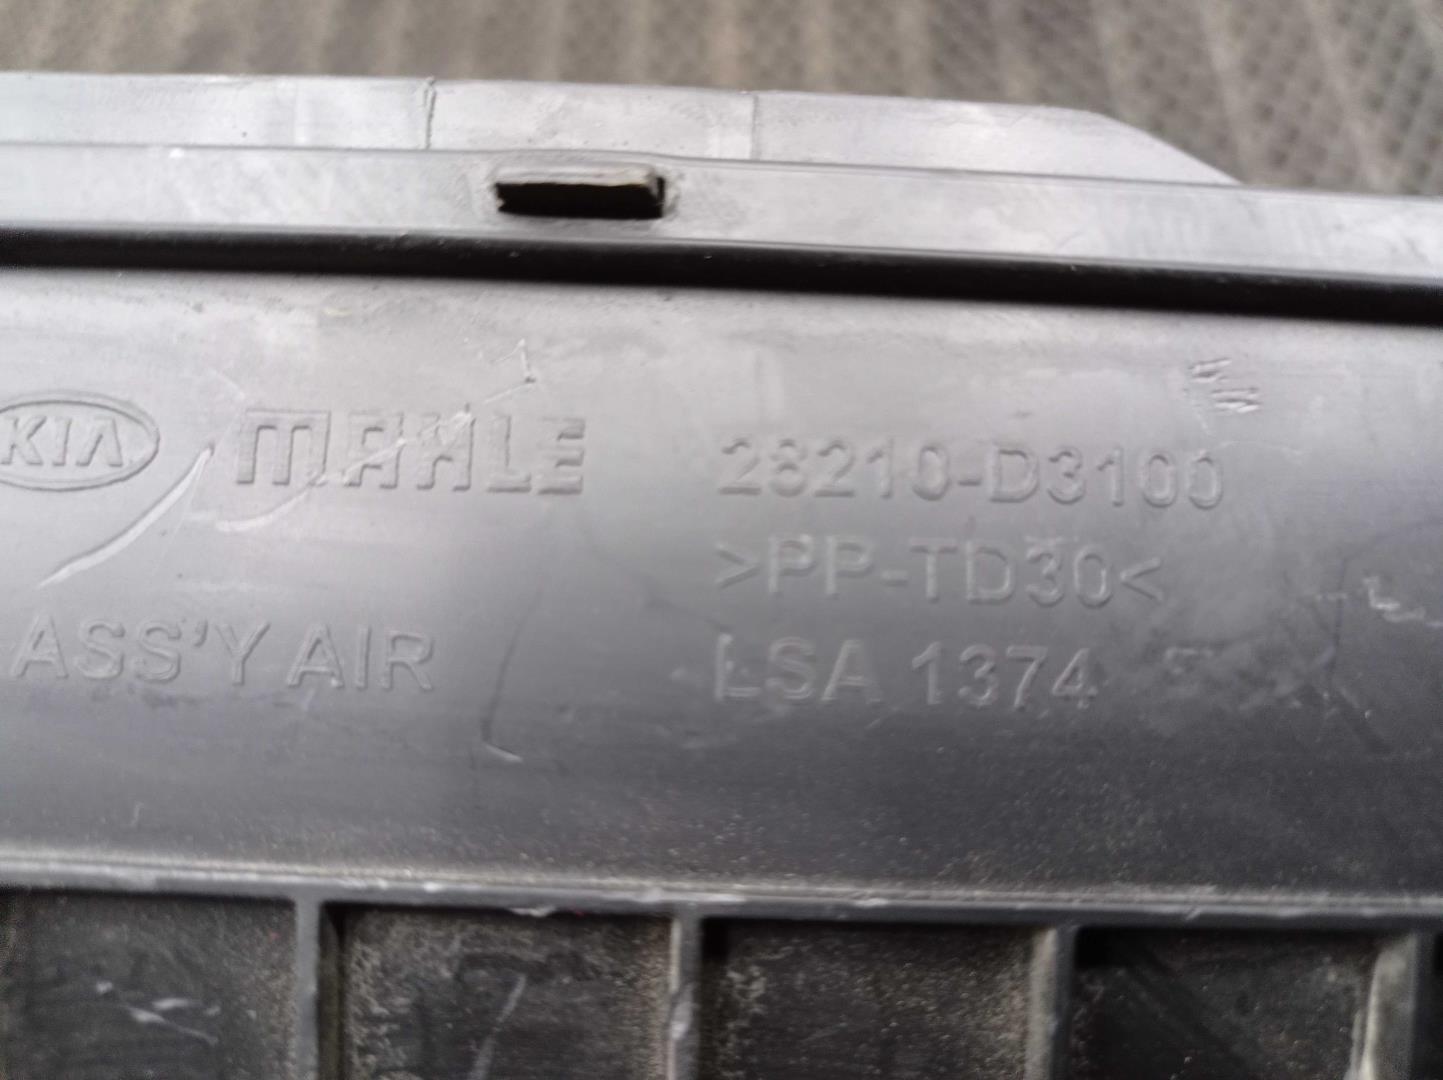 KIA MAHLE 28210-D3100
>PP-TD30<
ASS'Y AIR LSA 1374